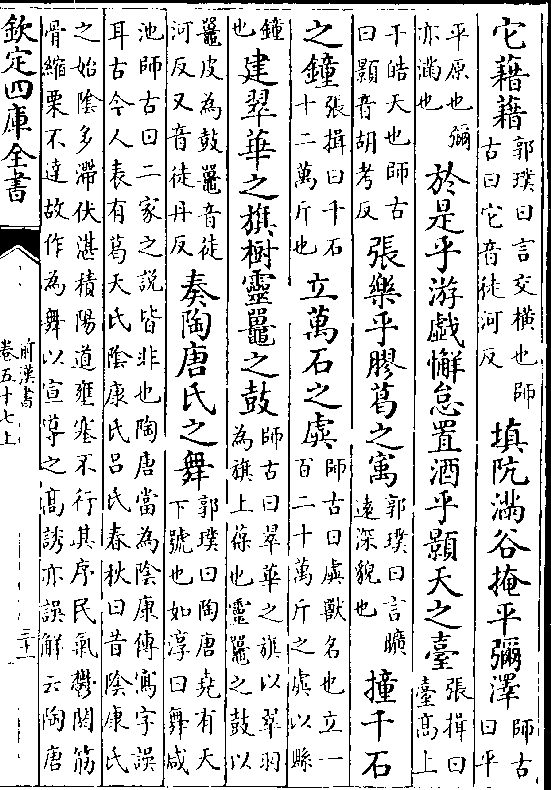 它藉藉郭璞曰言交橫也師古曰它音徒河反填阬滿谷掩平彌澤師古曰平
平原也彌亦滿也於是乎游戲懈怠置酒乎顥天之臺張揖曰臺高上
干皓天也師古曰顥音胡考反張樂乎膠葛之㝢郭璞曰言曠遠深貌也撞千石
之鐘張揖曰千石十二萬斤也立萬石之虡師古曰虡獸名也立一百二十萬斤之虡以縣
鐘也建翠華之旗樹靈鼉之鼓師古曰翠華之旗以翠羽為旗上葆也靈鼉之鼓以
鼉皮為鼓鼉音徒河反又音徒丹反奏陶唐氏之舞郭璞曰陶唐堯有天下號也如淳曰舞咸
池師古曰二家之說皆非也陶唐當為陰康傳寫字誤
耳古今人表有葛天氏陰康氏呂氏春秋曰昔陰康氏
之始陰多滯伏湛積陽道壅塞不行其序民氣鬱閼筋
骨縮栗不達故作為舞以宣導之高誘亦誤解云陶唐
欽定四庫全書
前漢書
卷五十七上